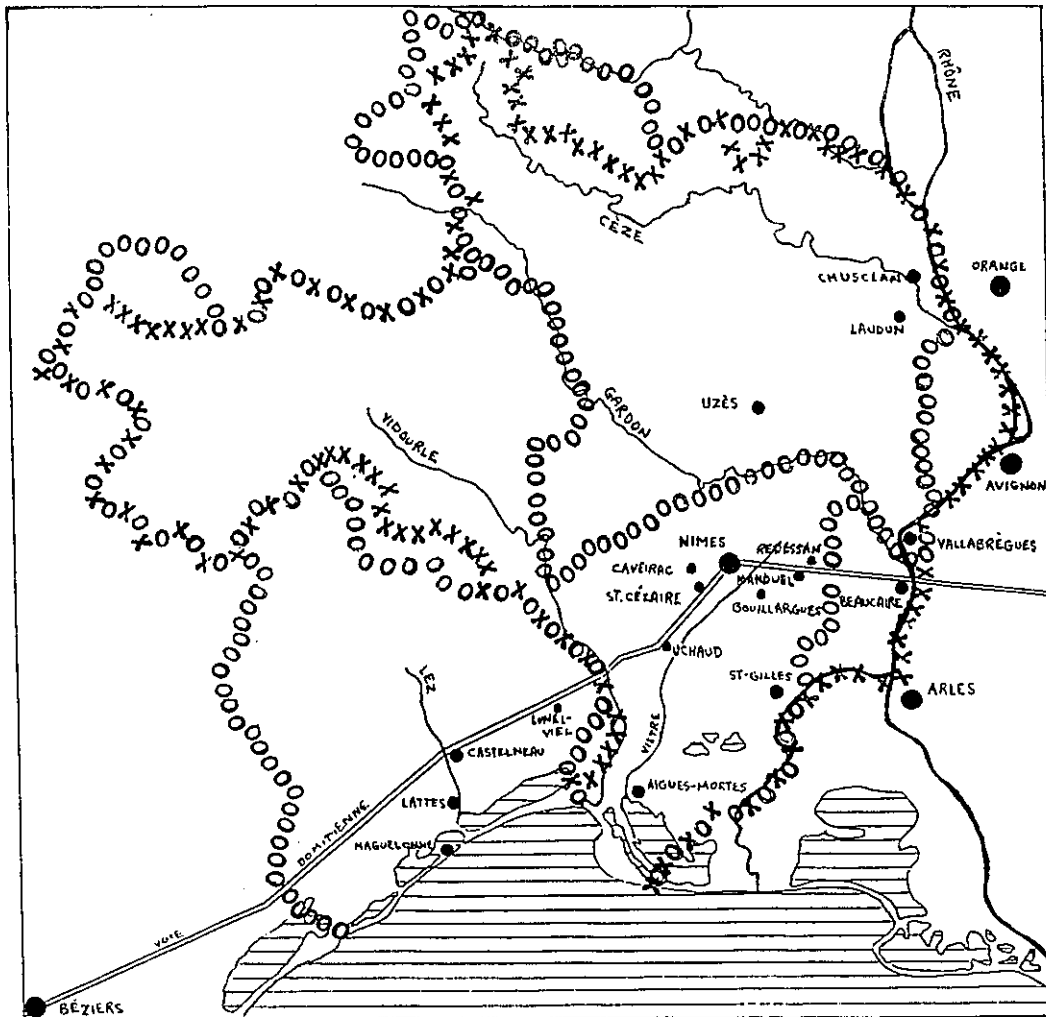 RHÔNE
CÈZE
CHUSCLAN
ORANGE
LAUDUN
UZÈS
GARDON
VIDOURLE
AVIGNON
VALLABRÈGUES
NIMES
REDESSAN
CAVEIRAC
MANDUEL
ST. CÉZAIRE
BOUILLARGUES
BEAUCAIRE
UCHAUD
ST-GILLES
ARLES
LEZ
VISTRE
LUNEL-
VIEL
CASTELNEAU
AIGUES-MORTES
LATTES
MAGUELONNE
VOIE DOMITIENNE
BÉZIERS